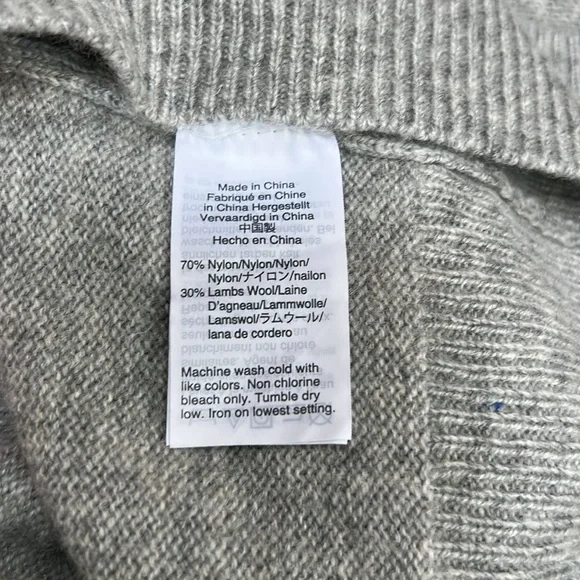 Made in China
Fabriqué en Chine
in China Hergestellt
Vervaardigd in China
中国製
Hecho en China
70% Nylon/Nylon/Nylon/
Nylon/ナイロン/nailon
30% Lambs Wool/Laine
D'agneau/Lammwolle/
Lamswol/ラムウール/
lana de cordero
Machine wash cold with
like colors. Non chlorine
bleach only. Tumble dry
low. Iron on lowest setting.